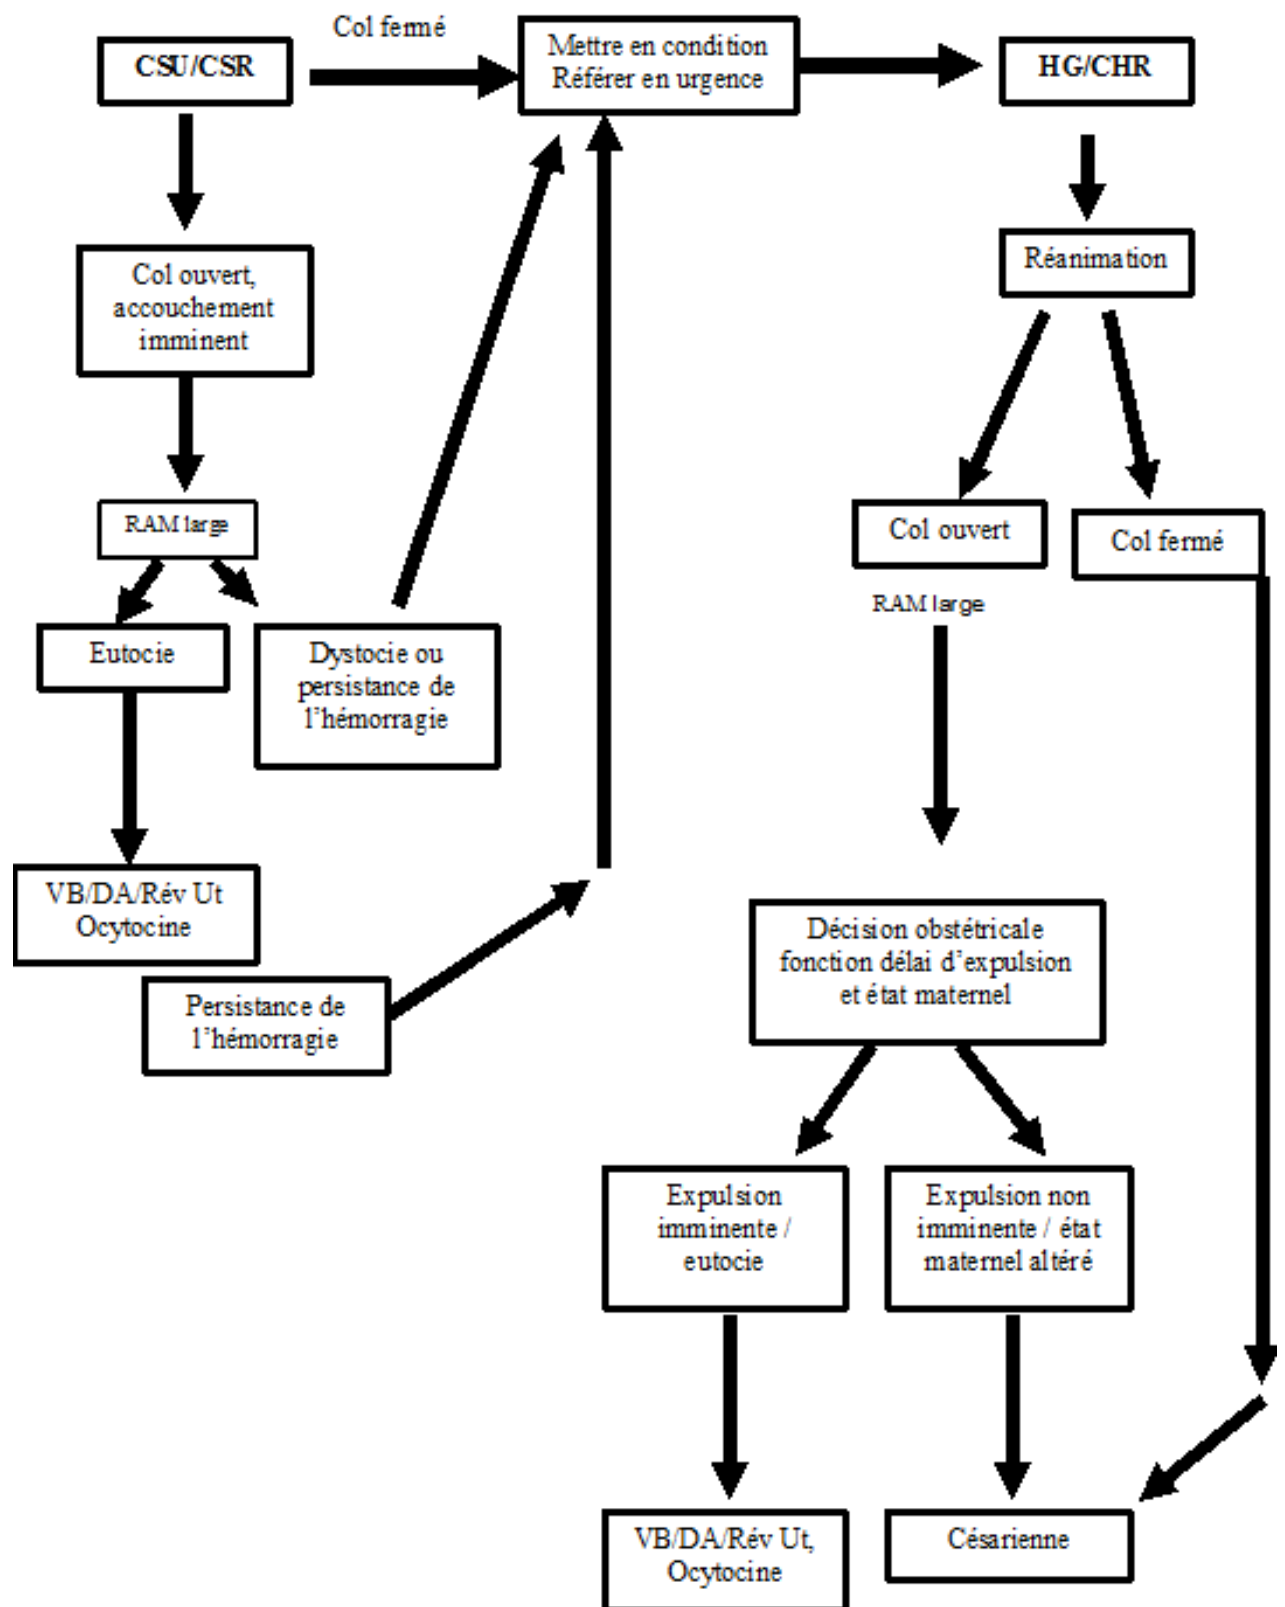 Col fermé
CSU/CSR
Mettre en condition
Référer en urgence
HG/CHR
Col ouvert,
accouchement
imminent
Réanimation
RAM large
Col ouvert
Col fermé
RAM large
Eutocie
Dystocie ou
persistance de
l’hémorragie
VB/DA/Rév Ut
Ocytocine
Persistance de
l’hémorragie
Décision obstétricale
fonction délai d’expulsion
et état maternel
Expulsion
imminente /
eutocie
Expulsion non
imminente / état
maternel altéré
VB/DA/Rév Ut,
Ocytocine
Césarienne